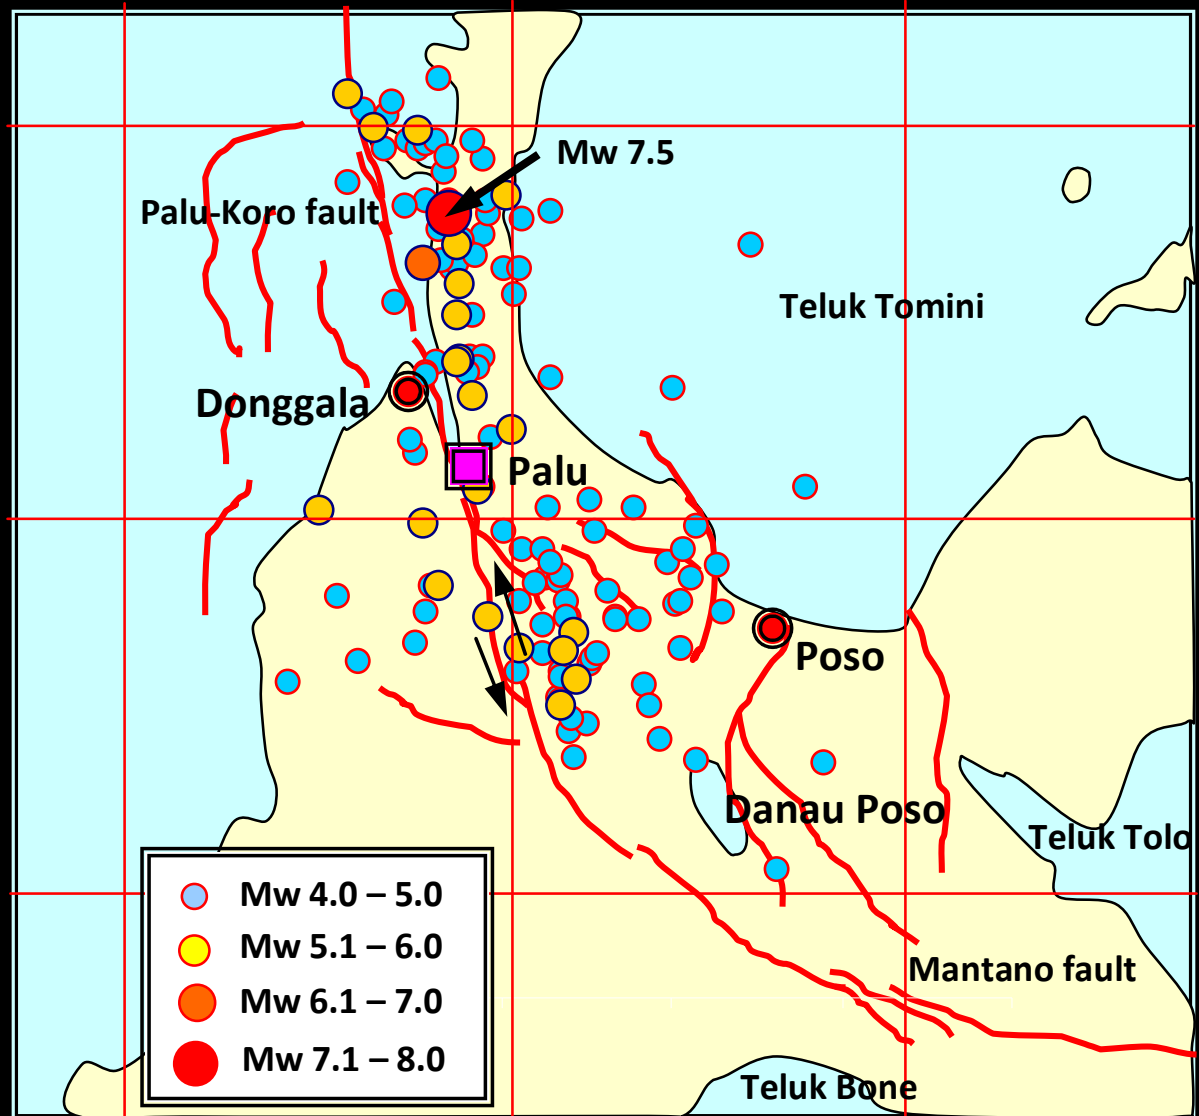 Mw 7.5
Palu-Koro fault
Teluk Tomini
Donggala
Palu
Poso
Danau Poso
Teluk Tolo
Mw 4.0 – 5.0
Mw 5.1 – 6.0
Mantano fault
Mw 6.1 – 7.0
Mw 7.1 – 8.0
Teluk Bone